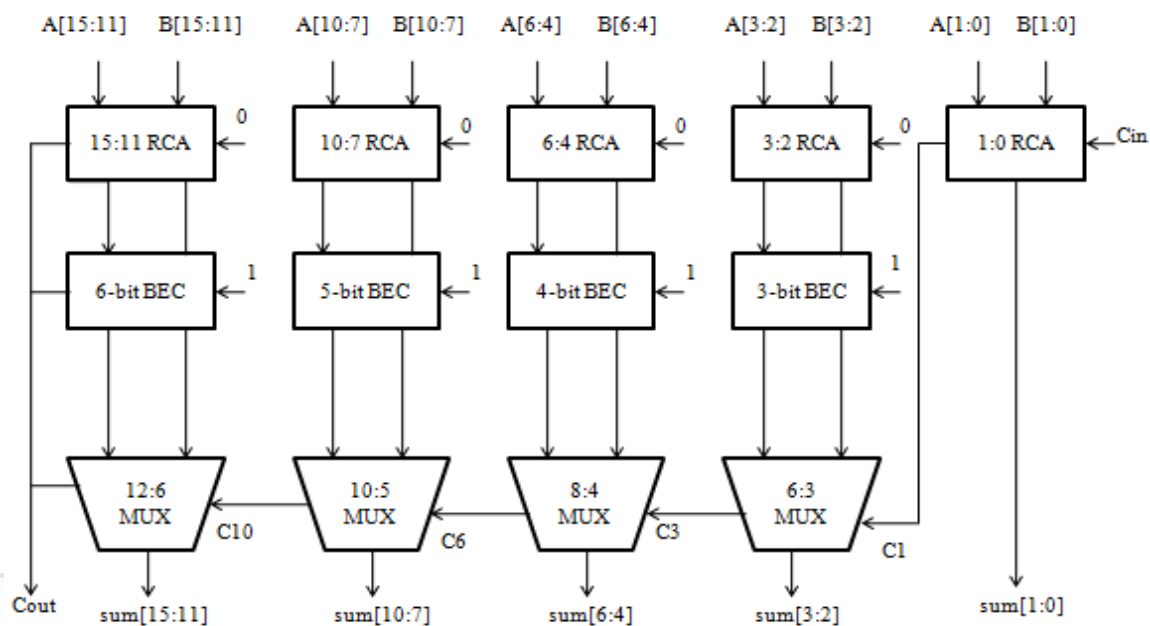 A[15:11] B[15:11] A[10:7] B[10:7] A[6:4] B[6:4] A[3:2] B[3:2] A[1:0] B[1:0]
0 0 0 0
15:11 RCA 10:7 RCA 6:4 RCA 3:2 RCA 1:0 RCA Cin
1 1 1 1
6-bit BEC 5-bit BEC 4-bit BEC 3-bit BEC
12:6 10:5 8:4 6:3
MUX MUX MUX MUX
C10 C6 C3 C1
Cout sum[15:11] sum[10:7] sum[6:4] sum[3:2] sum[1:0]